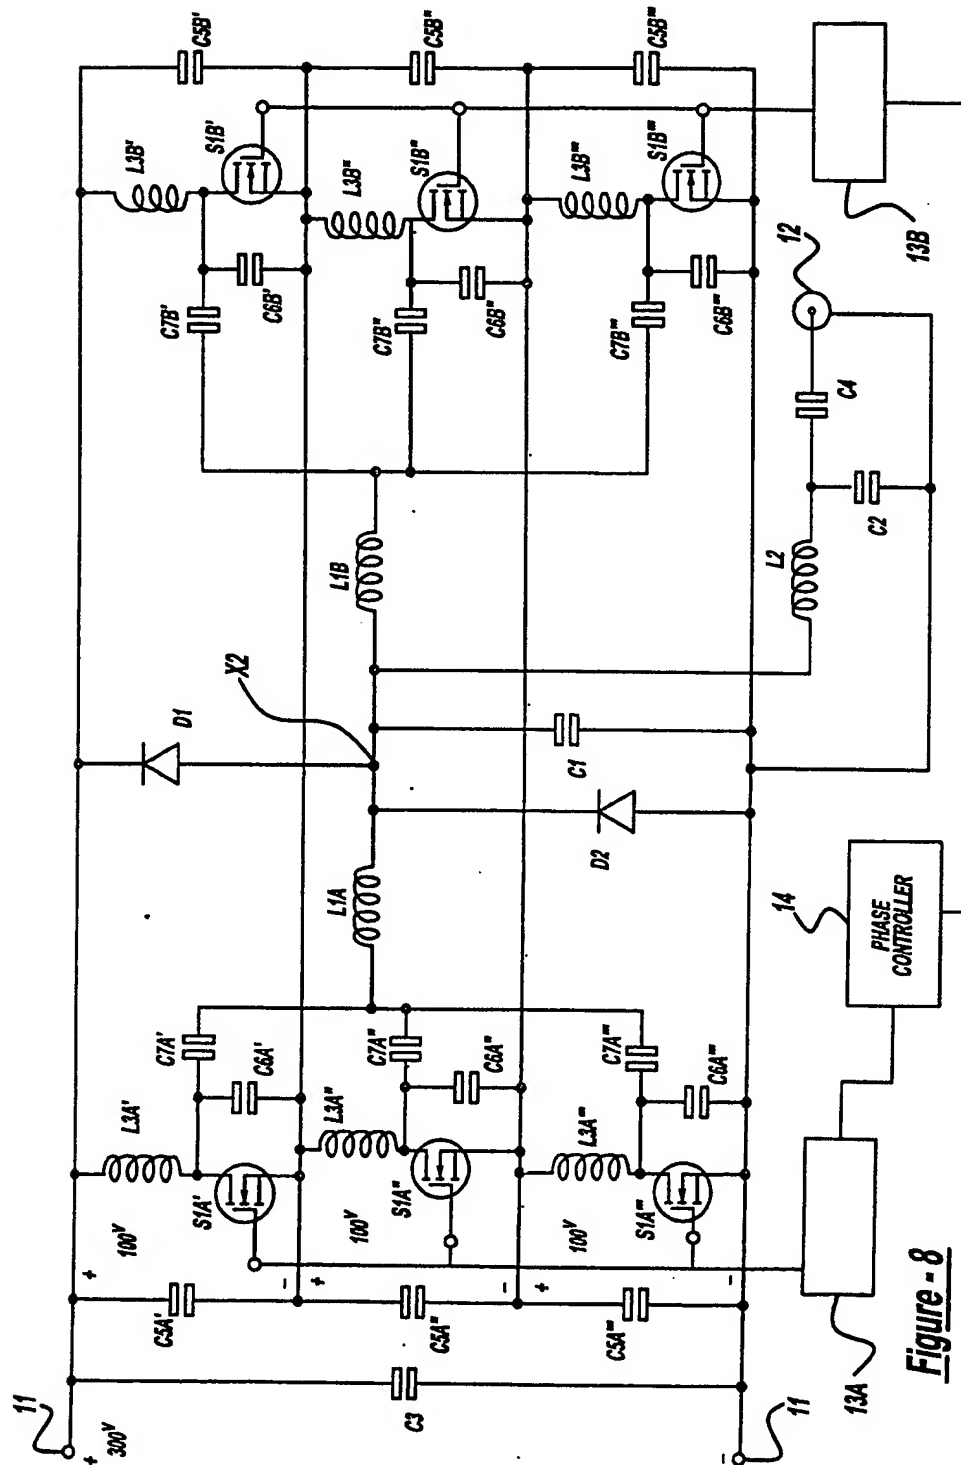 11
+
300V
C3
C5A'
C5A"
C5A'''
+
100V
-
+
100V
-
+
100V
-
-
11
L3A'
S1A'
C6A'
C7A'
L3A"
S1A"
C6A"
C7A"
L3A'''
S1A'''
C6A'''
C7A'''
L1A
D1
D2
X2
C1
L1B
C7B'
C6B'
L3B'
S1B'
C5B'
C7B"
C6B"
L3B"
S1B"
C5B"
C7B'''
C6B'''
L3B'''
S1B'''
C5B'''
L2
C2
C4
12
13B
14
PHASE
CONTROLLER
13A
Figure - 8